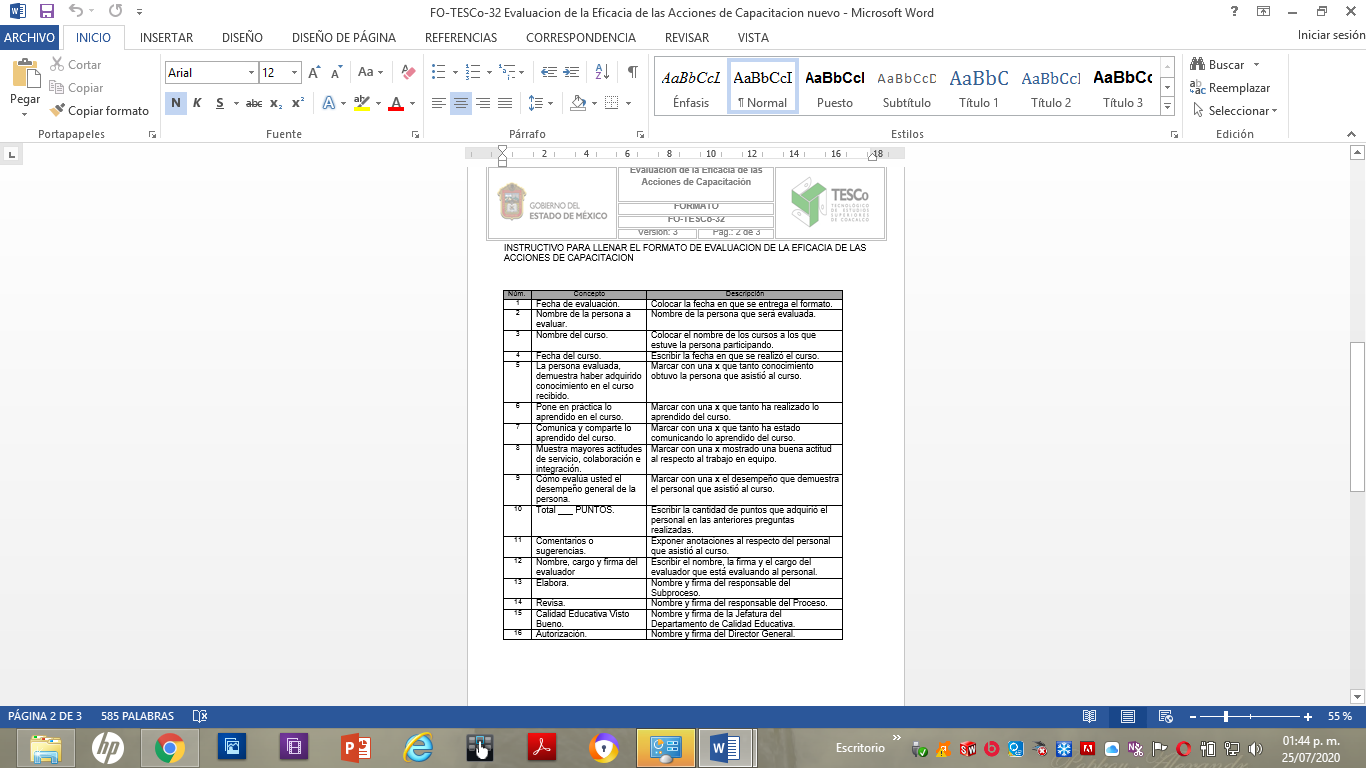 FO-TESCo-32 Evaluacion de la Eficacia de las Acciones de Capacitacion nuevo - Microsoft Word
ARCHIVO INICIO INSERTAR DISEÑO DISEÑO DE PÁGINA REFERENCIAS CORRESPONDENCIA REVISAR VISTA Iniciar sesión
Pegar
Cortar
Copiar
Copiar formato
Portapapeles
Arial 12
Fuente
Párrafo
AaBbCcI AaBbCcI AaBbCcI AaBbCcD AaBbC AaBbCcI AaBbCc
Énfasis ¶ Normal Puesto Subtítulo Título 1 Título 2 Título 3
Estilos
Buscar
Reemplazar
Seleccionar
Edición
2 4 6 8 10 12 14 16 18
GOBIERNO DEL
ESTADO DE MÉXICO
Evaluación de la Eficacia de las
Acciones de Capacitación
FORMATO
FO-TESCo-32
Versión: 3 Pág.: 2 de 3
TESCo
TECNOLÓGICO
DE ESTUDIOS
SUPERIORES
DE COACALCO
INSTRUCTIVO PARA LLENAR EL FORMATO DE EVALUACION DE LA EFICACIA DE LAS
ACCIONES DE CAPACITACION
Núm. Concepto Descripción
1 Fecha de evaluación. Colocar la fecha en que se entrega el formato.
2 Nombre de la persona a Nombre de la persona que será evaluada.
evaluar.
3 Nombre del curso. Colocar el nombre de los cursos a los que
estuve la persona participando.
4 Fecha del curso. Escribir la fecha en que se realizó el curso.
5 La persona evaluada, Marcar con una x que tanto conocimiento
demuestra haber adquirido obtuvo la persona que asistió al curso.
conocimiento en el curso
recibido.
6 Pone en práctica lo Marcar con una x que tanto ha realizado lo
aprendido en el curso. aprendido del curso.
7 Comunica y comparte lo Marcar con una x que tanto ha estado
aprendido del curso. comunicando lo aprendido del curso.
8 Muestra mayores actitudes Marcar con una x mostrado una buena actitud
de servicio, colaboración e al respecto al trabajo en equipo.
integración.
9 Como evalúa usted el Marcar con una x el desempeño que demuestra
desempeño general de la el personal que asistió al curso.
persona.
10 Total ___ PUNTOS. Escribir la cantidad de puntos que adquirió el
personal en las anteriores preguntas
realizadas.
11 Comentarios o Exponer anotaciones al respecto del personal
sugerencias. que asistió al curso.
12 Nombre, cargo y firma del Escribir el nombre, la firma y el cargo del
evaluador evaluador que está evaluando al personal.
13 Elabora. Nombre y firma del responsable del
Subproceso.
14 Revisa. Nombre y firma del responsable del Proceso.
15 Calidad Educativa Visto Nombre y firma de la Jefatura del
Bueno. Departamento de Calidad Educativa.
16 Autorización. Nombre y firma del Director General.
PÁGINA 2 DE 3 585 PALABRAS 55 %
Escritorio
01:44 p. m.
25/07/2020